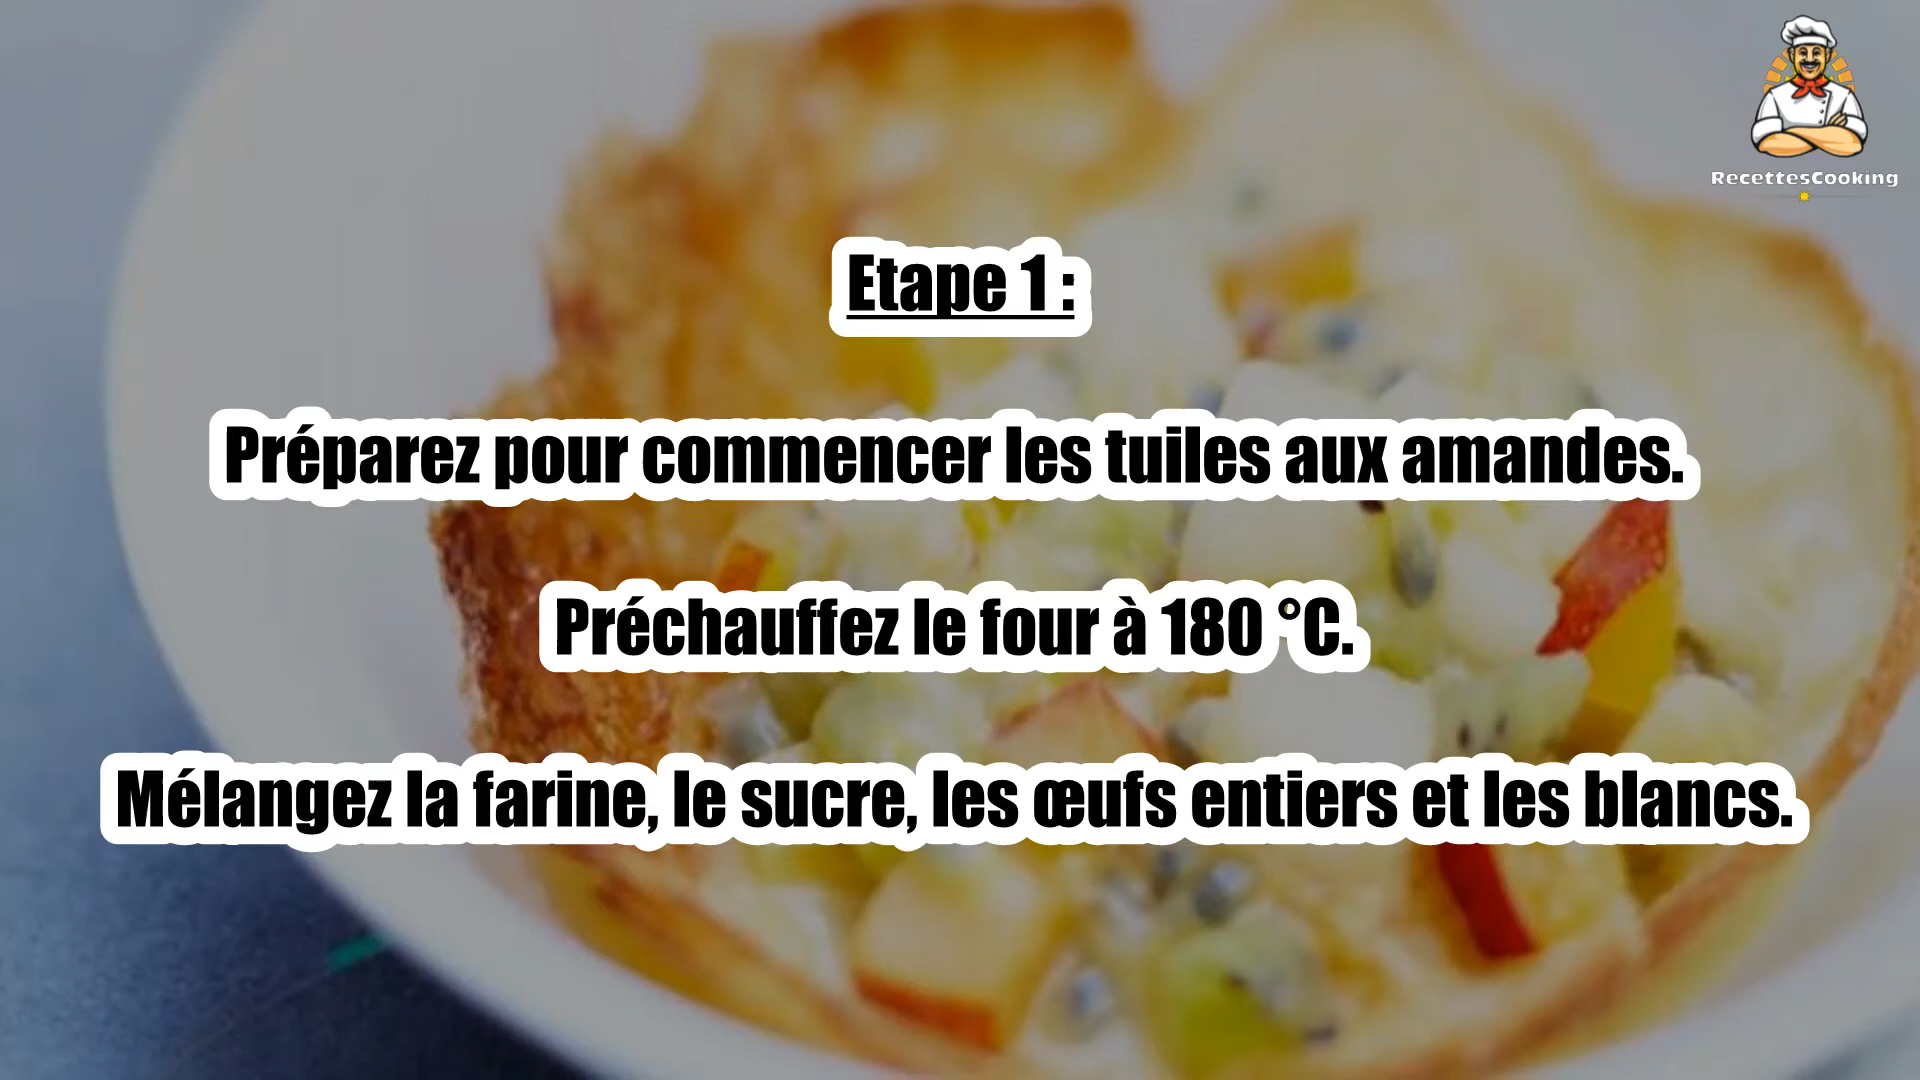 RecettesCooking
Etape 1 :
Préparez pour commencer les tuiles aux amandes.
Préchauffez le four à 180 °C.
Mélangez la farine, le sucre, les œufs entiers et les blancs.